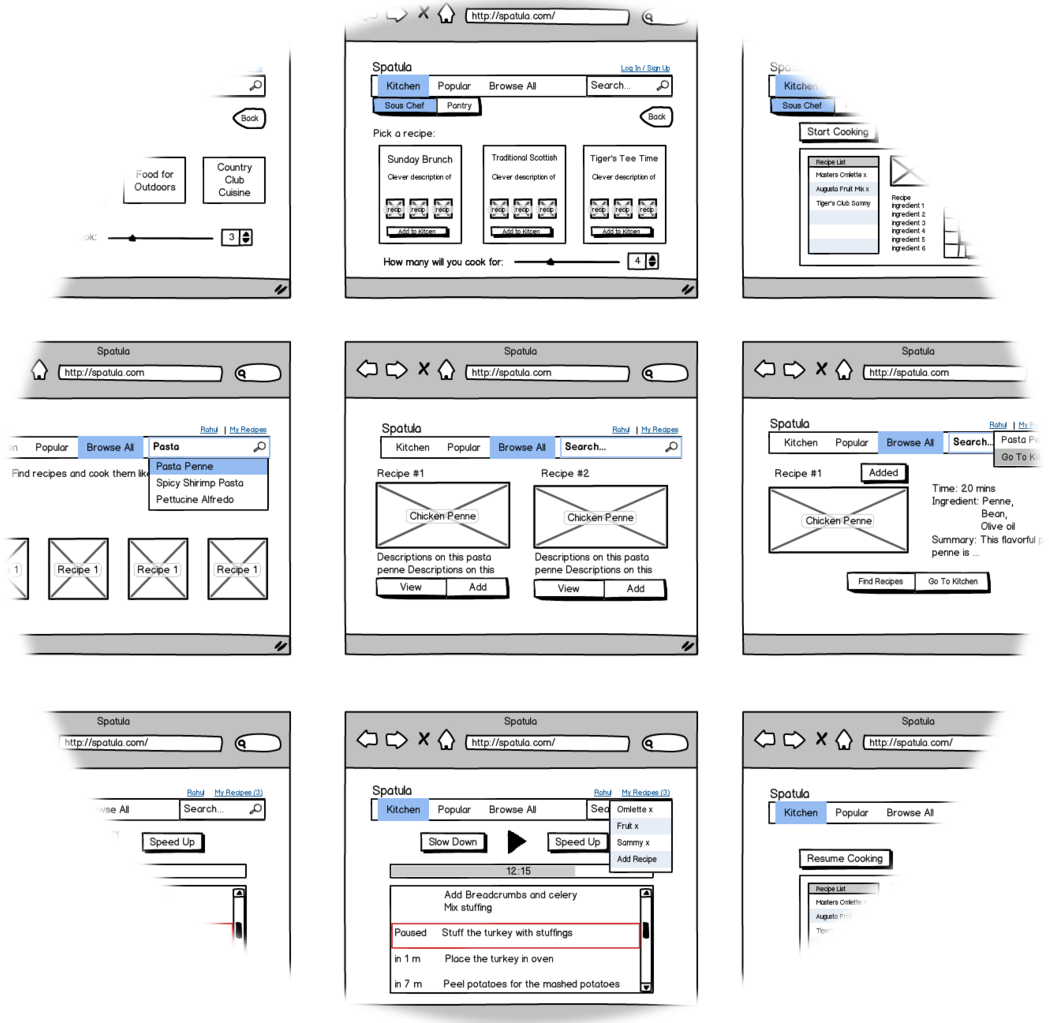 Back
Food for
Outdoors
Country
Club
Cuisine
3
http://spatula.com/
Spatula
Log In / Sign Up
Kitchen Popular Browse All Search...
Sous Chef Pantry
Back
Pick a recipe:
Sunday Brunch
Clever description of
recip recip recip
Add to Kitcen
Traditional Scottish
Clever description of
recip recip recip
Add to Kitcen
Tiger's Tee Time
Clever description of
recip recip recip
Add to Kitcen
How many will you cook for: 4
Kitchen
Sous Chef
Start Cooking
Recipe List
Masters Omlette x
Augusto Fruit Mix x
Tiger's Club Sammy
Recipe
ingredient 1
ingredient 2
ingredient 3
ingredient 4
ingredient 5
ingredient 6
Spatula
http://spatula.com
Rahul | My Recipes
Popular Browse All Pasta
Find recipes and cook them
Pasta Penne
Spicy Shirimp Pasta
Pettucine Alfredo
Recipe 1 Recipe 1 Recipe 1
Spatula
http://spatula.com
Spatula
Rahul | My Recipes
Kitchen Popular Browse All Search...
Recipe #1 Recipe #2
Chicken Penne Chicken Penne
Descriptions on this pasta
penne Descriptions on this
View Add
Descriptions on this pasta
penne Descriptions on this
View Add
Spatula
http://spatula.com
Spatula
Rahul | My
Kitchen Popular Browse All Search...
Pasta
Go To
Recipe #1 Added
Chicken Penne
Time: 20 mins
Ingredient: Penne,
Bean,
Olive oil
Summary: This flavorful
penne is ...
Find Recipes Go To Kitchen
Spatula
http://spatula.com/
Rahul My Recipes (3)
All Search...
Speed Up
Spatula
http://spatula.com/
Spatula
Rahul My Recipes (3)
Kitchen Popular Browse All
Omlette x
Fruit x
Sammy x
Add Recipe
Slow Down Speed Up
12:15
Add Breadcrumbs and celery
Mix stuffing
Paused Stuff the turkey with stuffings
in 1 m Place the turkey in oven
in 7 m Peel potatoes for the mashed potatoes
Spatula
http://spatula.com/
Spatula
Kitchen Popular Browse All
Resume Cooking
Recipe List
Masters Omlette
Augusto